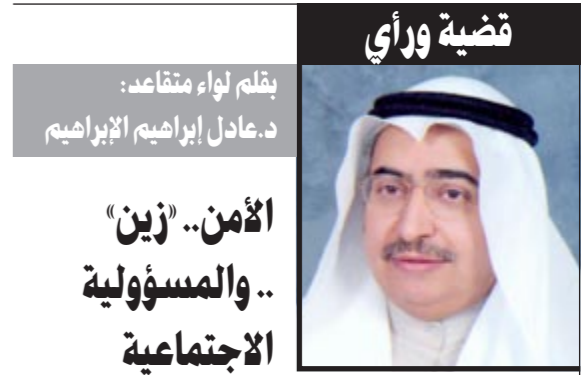 قضية ورأي
بقلم لواء متقاعد:
د.عادل إبراهيم الإبراهيم
الأمن.. «زين»
.. والمسؤولية
الاجتماعية